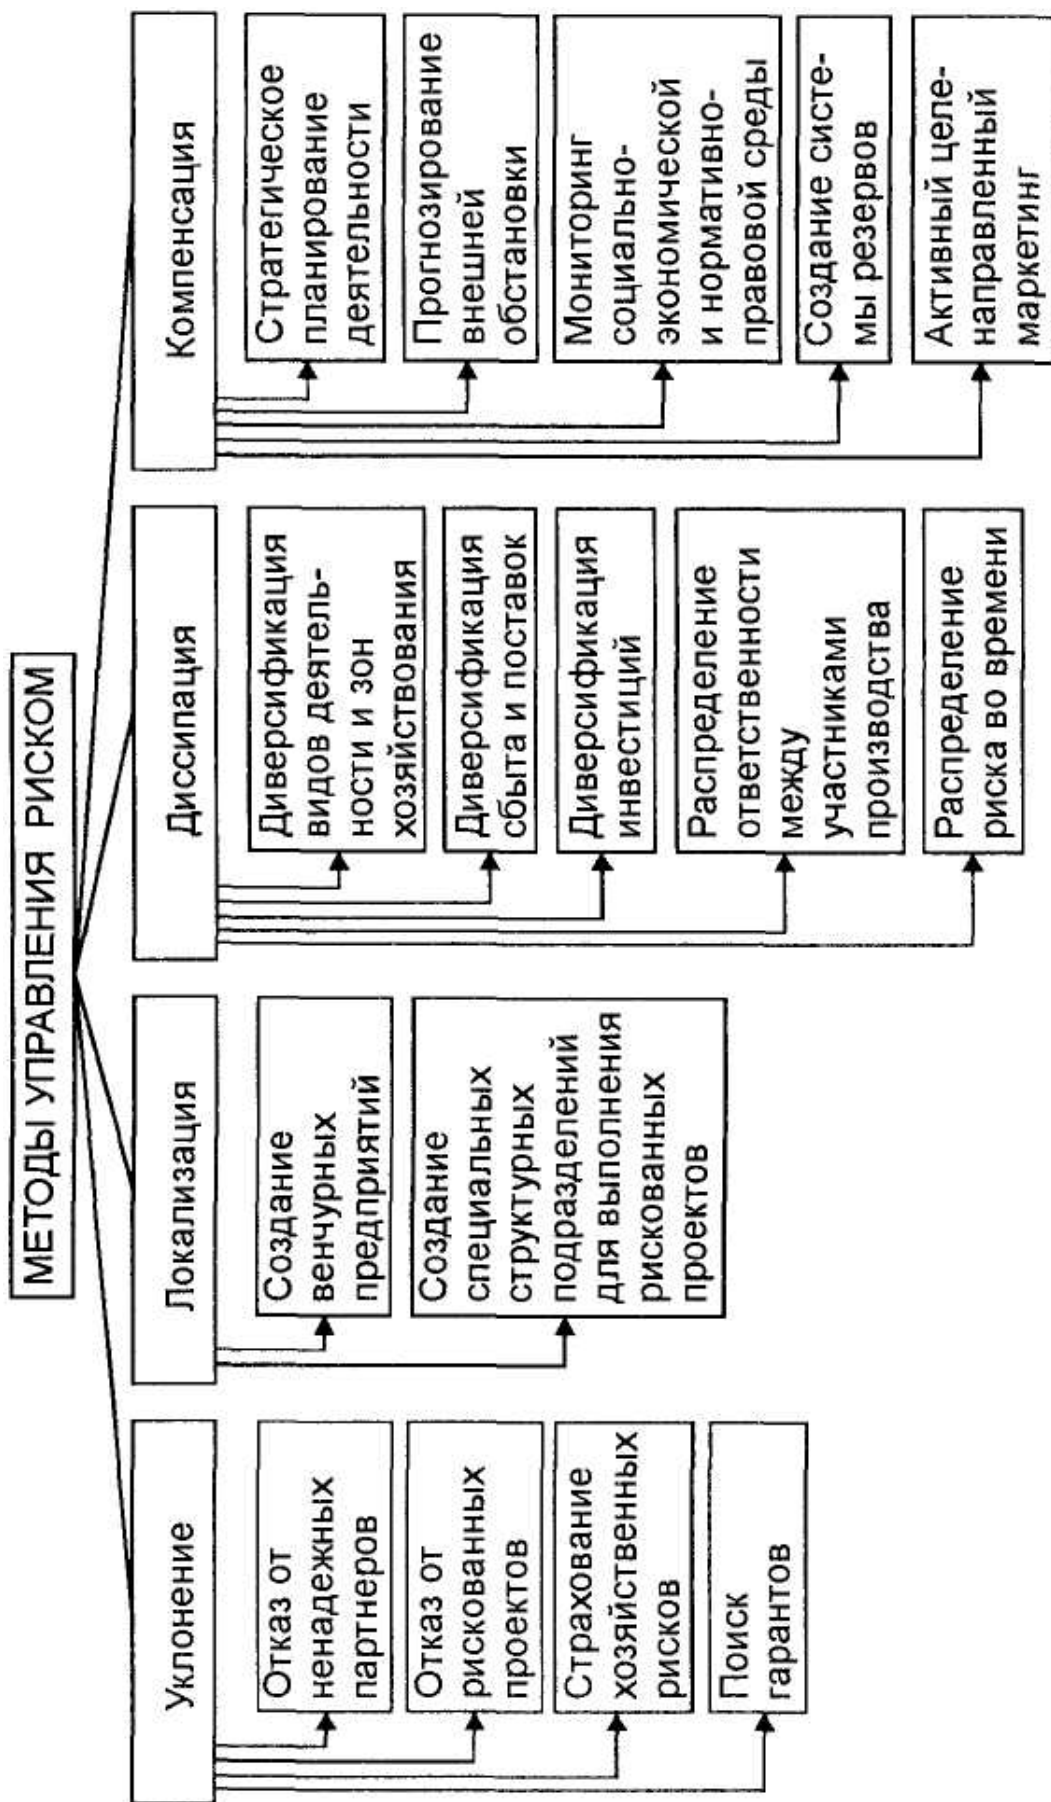 МЕТОДЫ УПРАВЛЕНИЯ РИСКОМ
Уклонение
Отказ от
ненадежных
партнеров
Отказ от
рискованных
проектов
Страхование
хозяйственных
рисков
Поиск
гарантов
Локализация
Создание
венчурных
предприятий
Создание
специальных
структурных
подразделений
для выполнения
рискованных
проектов
Диссипация
Диверсификация
видов деятель-
ности и зон
хозяйствования
Диверсификация
сбыта и поставок
Диверсификация
инвестиций
Распределение
ответственности
между
участниками
производства
Распределение
риска во времени
Компенсация
Стратегическое
планирование
деятельности
Прогнозирование
внешней
обстановки
Мониторинг
социально-
экономической
и нормативно-
правовой среды
Создание систе-
мы резервов
Активный целе-
направленный
маркетинг